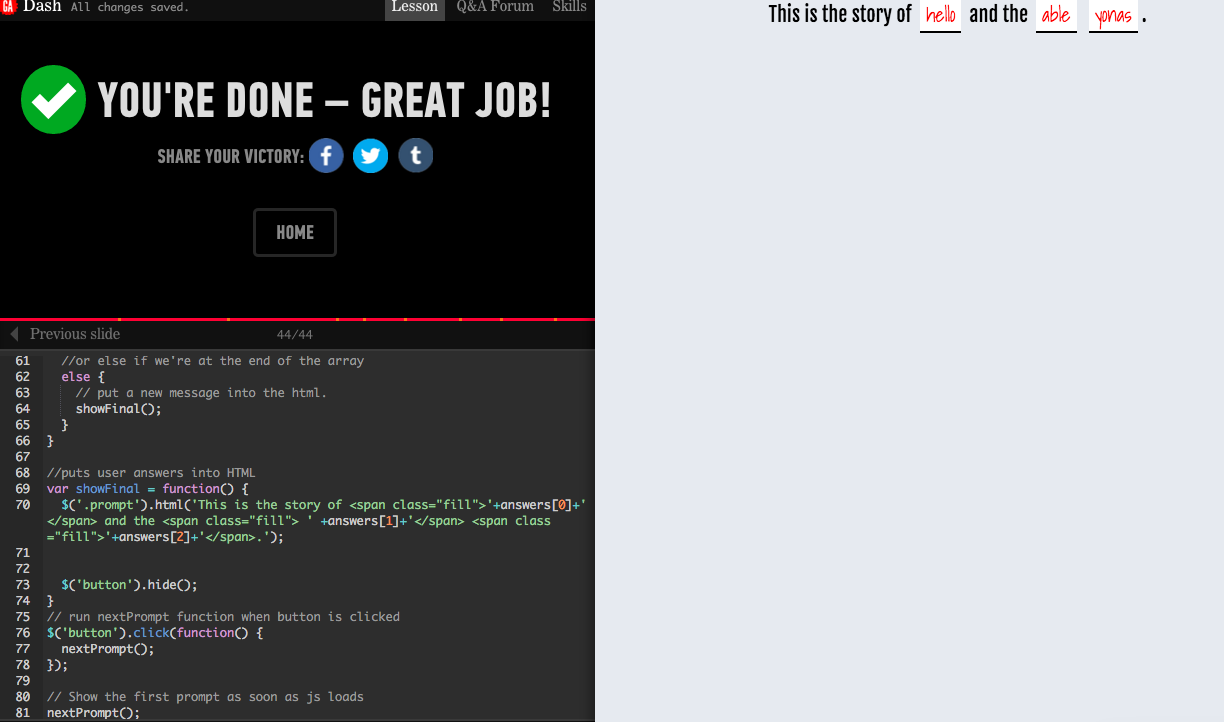 GA Dash All changes saved. Lesson Q&A Forum Skills
YOU'RE DONE – GREAT JOB!
SHARE YOUR VICTORY: f t
HOME
Previous slide 44/44
61 //or else if we're at the end of the array
62 else {
63 // put a new message into the html.
64 showFinal();
65 }
66 }
67
68 //puts user answers into HTML
69 var showFinal = function() {
70 $('.prompt').html('This is the story of <span class="fill">'+answers[0]+'
</span> and the <span class="fill"> ' +answers[1]+'</span> <span class
="fill">'+answers[2]+'</span>.');
71
72
73 $('button').hide();
74 }
75 // run nextPrompt function when button is clicked
76 $('button').click(function() {
77 nextPrompt();
78 });
79
80 // Show the first prompt as soon as js loads
81 nextPrompt();
This is the story of hello and the able yonas .